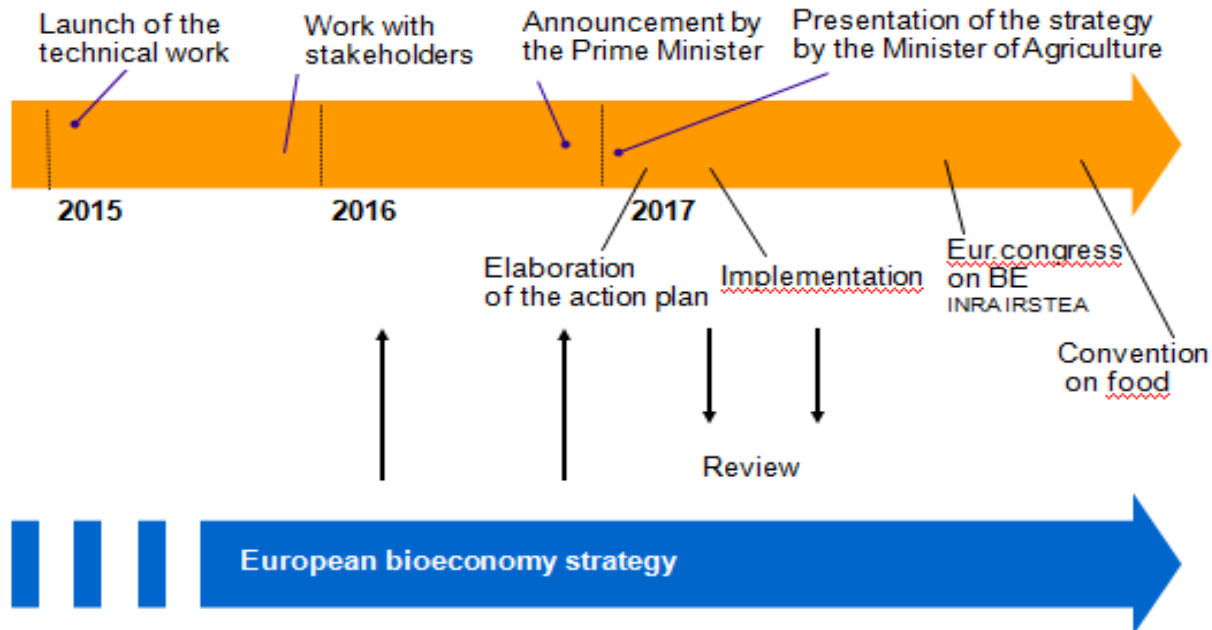 Launch of the
technical work
Work with
stakeholders
Announcement by
the Prime Minister
Presentation of the strategy
by the Minister of Agriculture
2015
2016
2017
Elaboration
of the action plan
Implementation
Eur.congress
on BE
INRA IRSTEA
Convention
on food
Review
European bioeconomy strategy